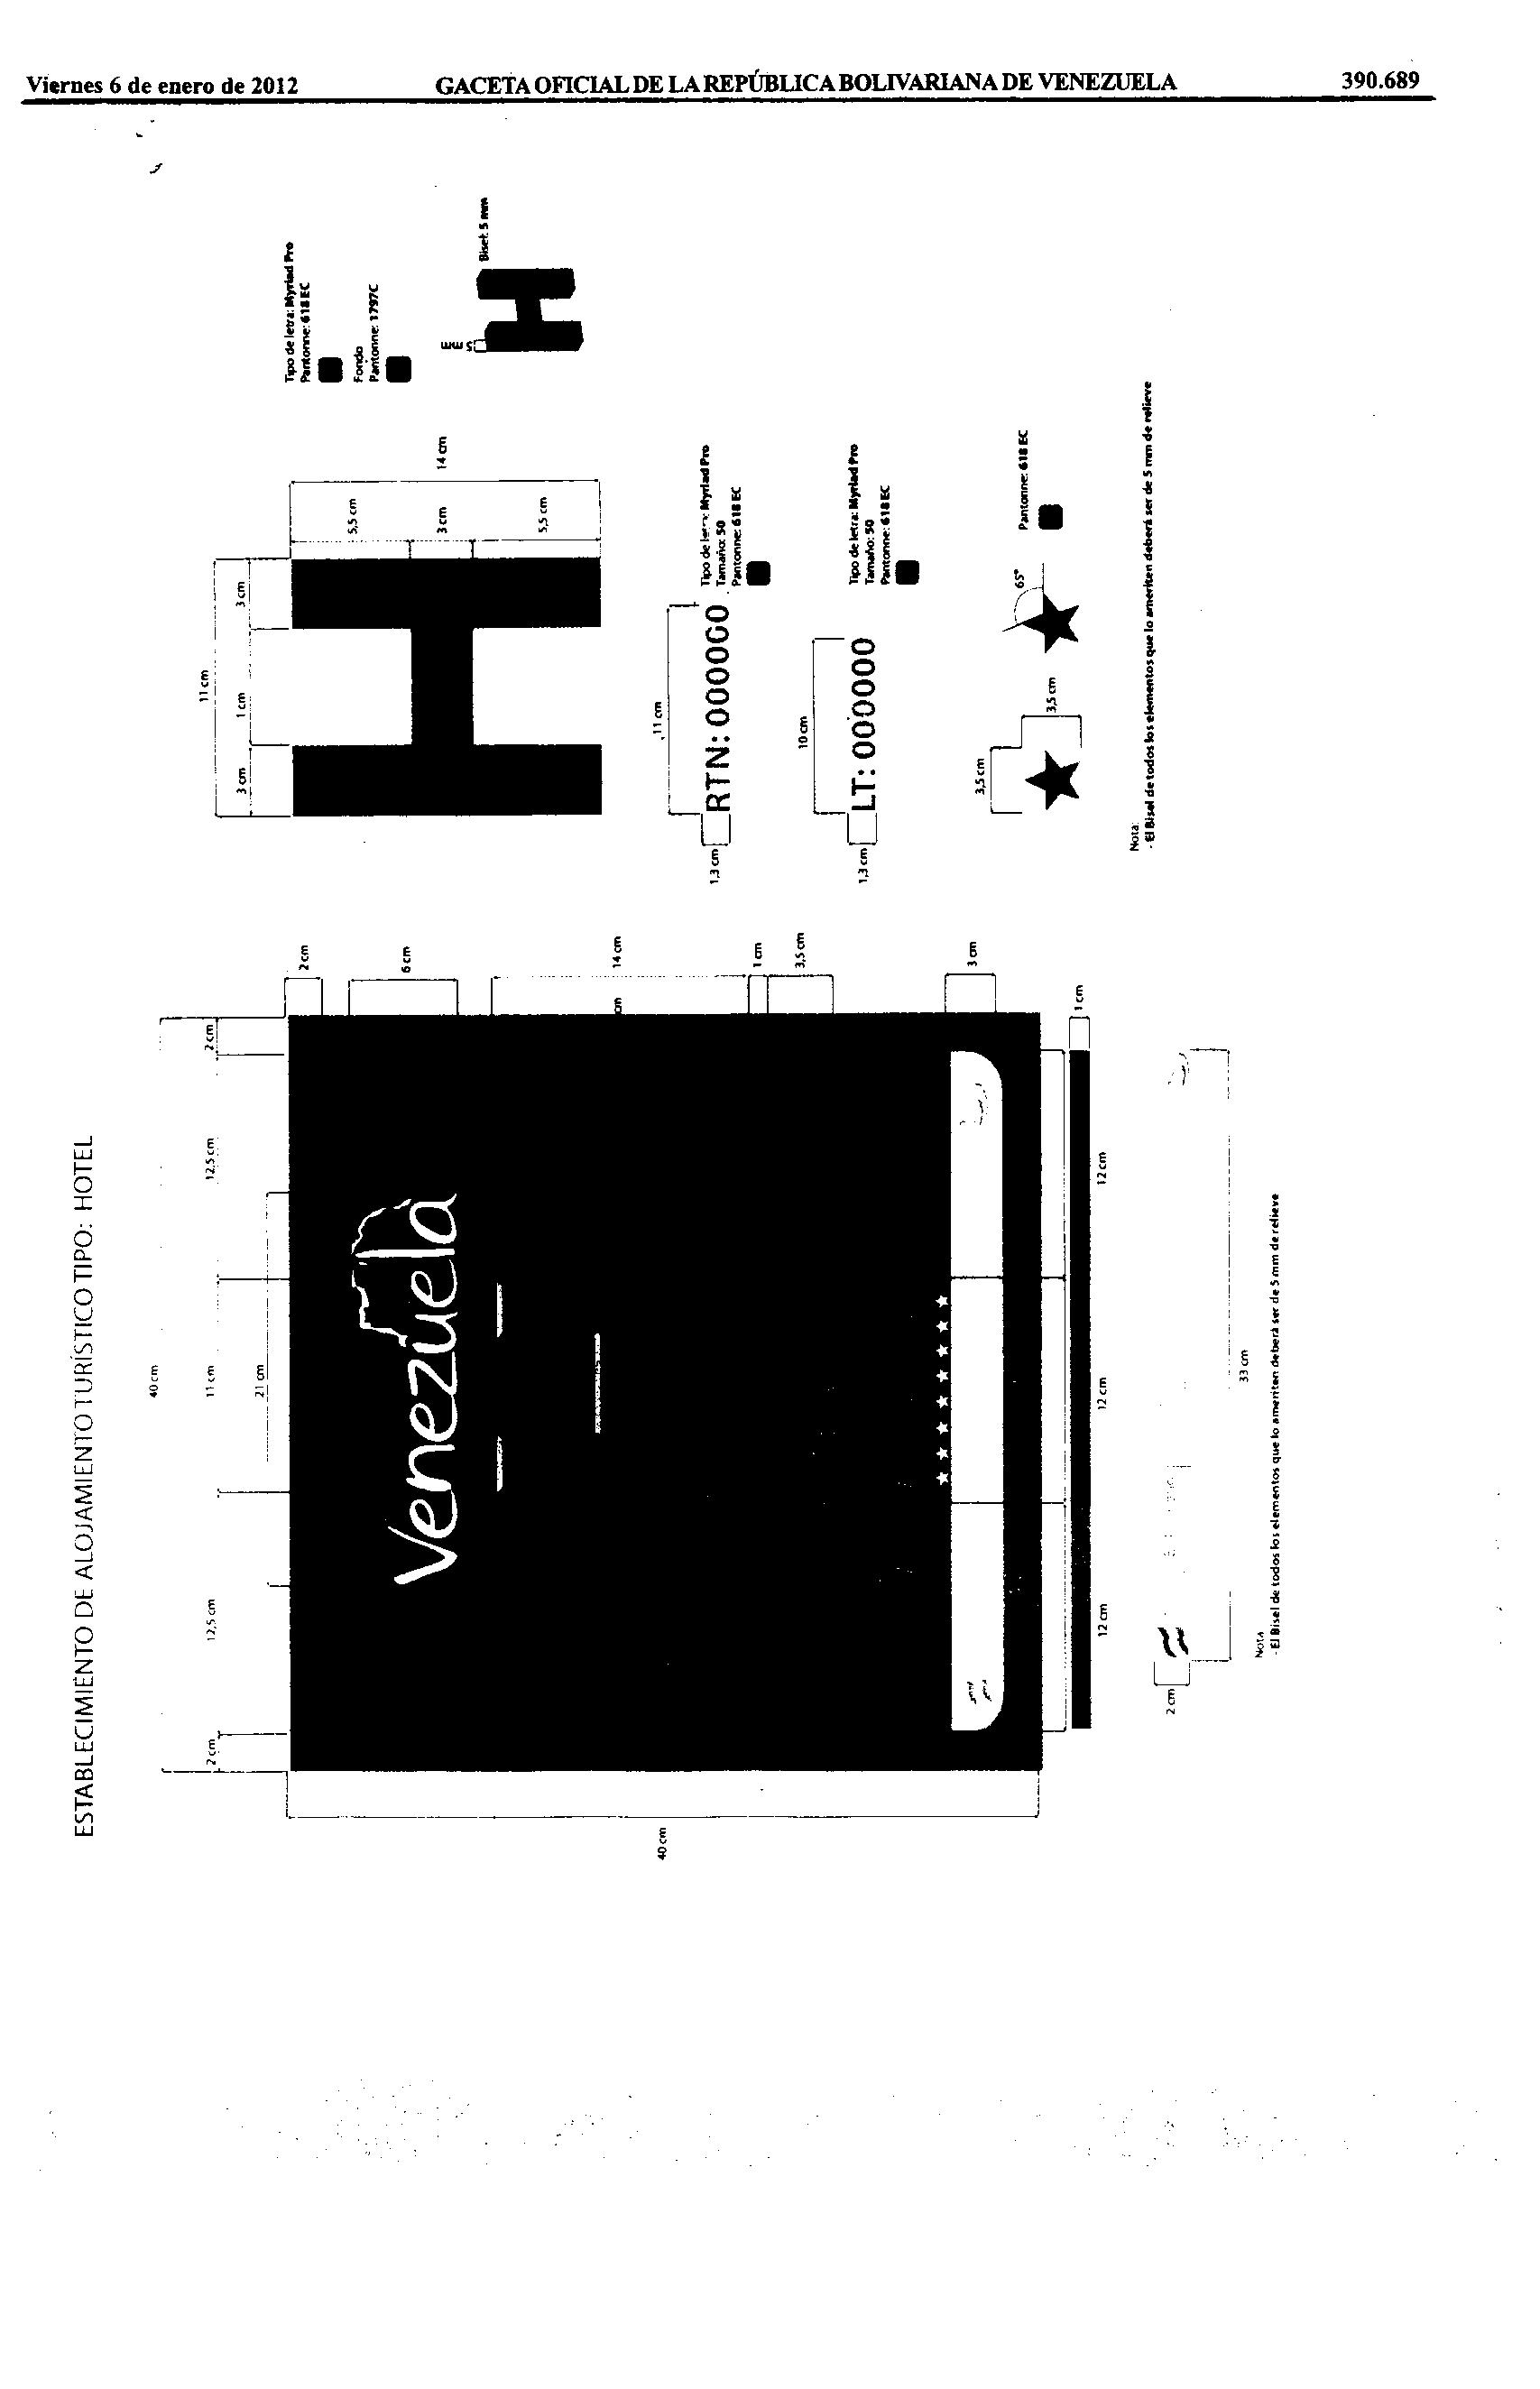 Viernes 6 de enero de 2012 GACETA OFICIAL DE LA REPÚBLICA BOLIVARIANA DE VENEZUELA 390.689
ESTABLECIMIENTO DE ALOJAMIENTO TURÍSTICO TIPO: HOTEL
40 cm
2 cm
12,5 cm
11 cm
12,5 cm
2 cm
21 cm
40 cm
Venezuela
2 cm
6 cm
14 cm
cm
1 cm
3,5 cm
3 cm
1 cm
12 cm
12 cm
12 cm
2 cm
33 cm
Nota
- El Bisel de todos los elementos que lo ameriten deberá ser de 5 mm de relieve
11 cm
3 cm
1 cm
3 cm
5,5 cm
3 cm
5,5 cm
14 cm
Tipo de letra: Myriad Pro
Pantonne: 618 EC
Fondo
Pantonne: 1797C
5 mm
Bisel: 5 mm
11 cm
1,3 cm
RTN: 000000
Tipo de letra: Myriad Pro
Tamaño: 50
Pantonne: 618 EC
10 cm
1,3 cm
LT: 000000
Tipo de letra: Myriad Pro
Tamaño: 50
Pantonne: 618 EC
3,5 cm
3,5 cm
65°
Pantonne: 618 EC
Nota:
- El Bisel de todos los elementos que lo ameriten deberá ser de 5 mm de relieve